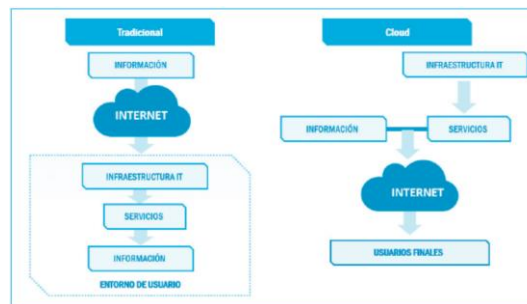 Tradicional
INFORMACIÓN
INTERNET
INFRAESTRUCTURA IT
SERVICIOS
INFORMACIÓN
ENTORNO DE USUARIO
Cloud
INFRAESTRUCTURA IT
INFORMACIÓN
SERVICIOS
INTERNET
USUARIOS FINALES